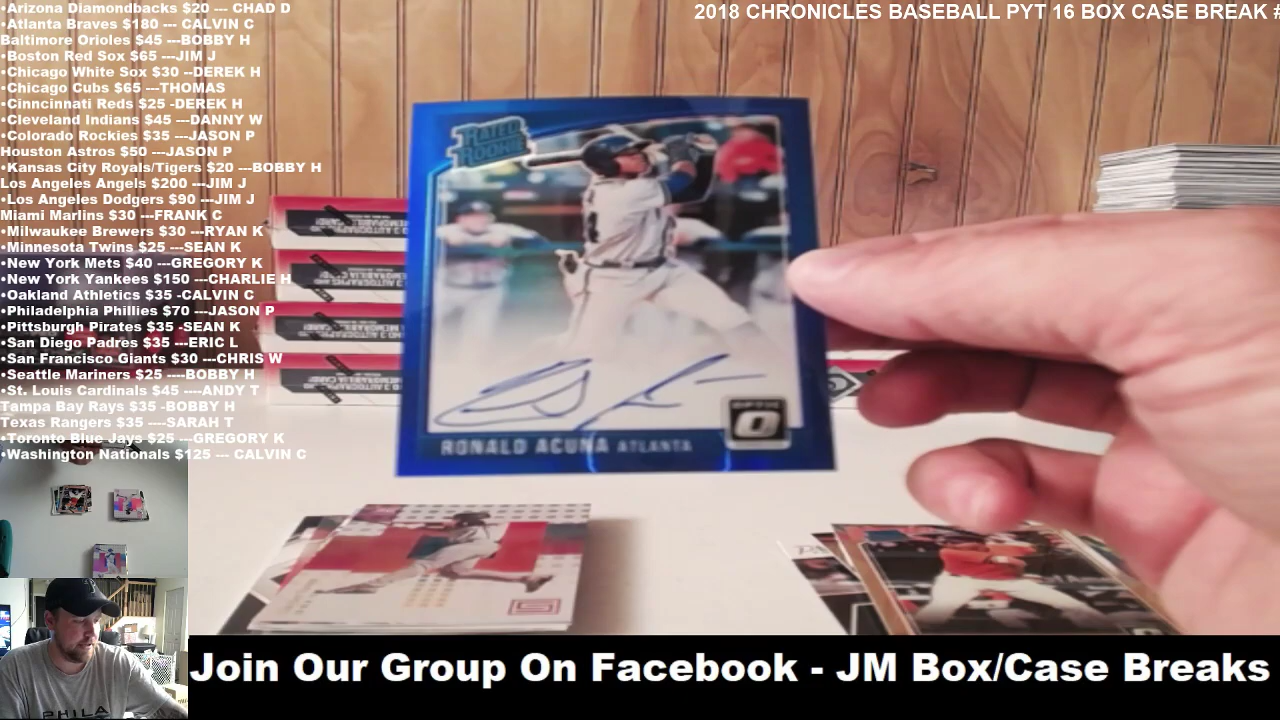 •Arizona Diamondbacks $20 --- CHAD D
•Atlanta Braves $180 --- CALVIN C
Baltimore Orioles $45 ---BOBBY H
•Boston Red Sox $65 ---JIM J
•Chicago White Sox $30 --DEREK H
•Chicago Cubs $65 ---THOMAS
•Cinncinnati Reds $25 -DEREK H
•Cleveland Indians $45 ---DANNY W
•Colorado Rockies $35 ---JASON P
Houston Astros $50 ---JASON P
•Kansas City Royals/Tigers $20 ---BOBBY H
Los Angeles Angels $200 ---JIM J
•Los Angeles Dodgers $90 ---JIM J
Miami Marlins $30 ---FRANK C
•Milwaukee Brewers $30 ---RYAN K
•Minnesota Twins $25 ---SEAN K
•New York Mets $40 ---GREGORY K
•New York Yankees $150 ---CHARLIE H
•Oakland Athletics $35 -CALVIN C
•Philadelphia Phillies $70 ---JASON P
•Pittsburgh Pirates $35 -SEAN K
•San Diego Padres $35 ---ERIC L
•San Francisco Giants $30 ---CHRIS W
•Seattle Mariners $25 ----BOBBY H
•St. Louis Cardinals $45 ----ANDY T
Tampa Bay Rays $35 -BOBBY H
Texas Rangers $35 ----SARAH T
•Toronto Blue Jays $25 ---GREGORY K
•Washington Nationals $125 --- CALVIN C
2018 CHRONICLES BASEBALL PYT 16 BOX CASE BREAK #
RATED
ROOKIE
OPTIC
RONALD ACUNA ATLANTA
PHILA
Join Our Group On Facebook - JM Box/Case Breaks